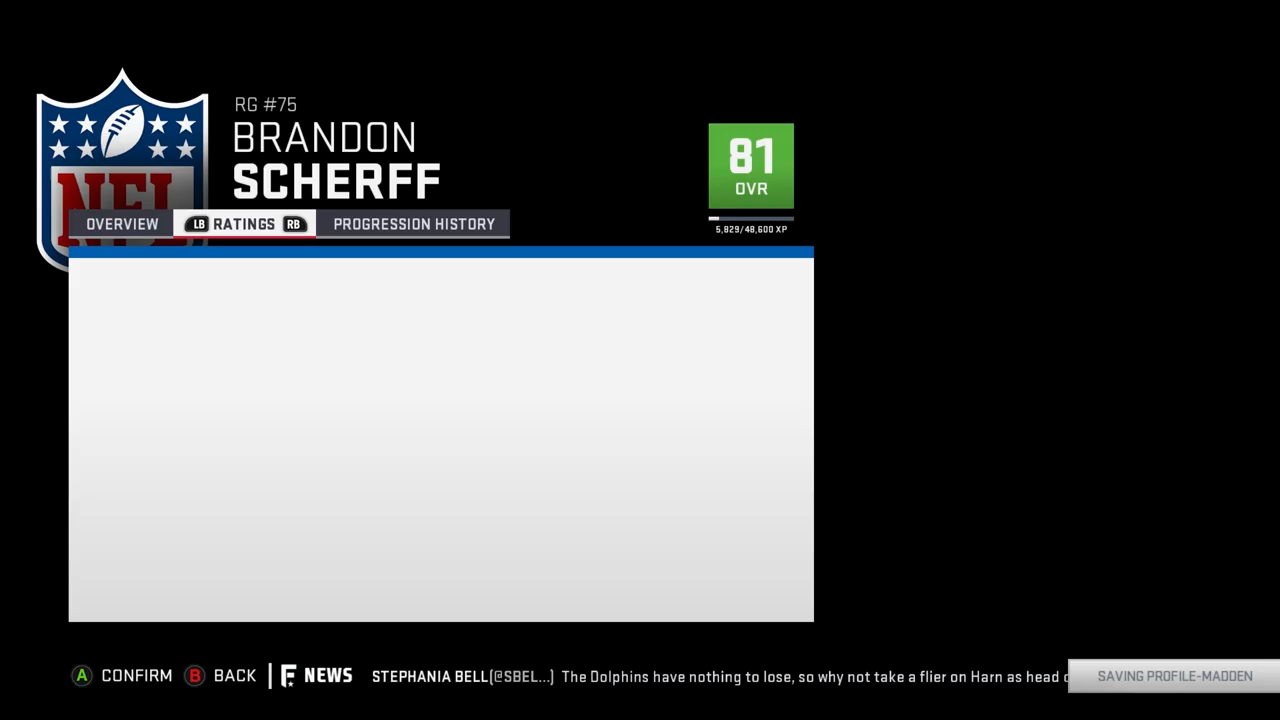 RG #75
BRANDON
SCHERFF
81
OVR
NFL
OVERVIEW LB RATINGS RB PROGRESSION HISTORY
5,829/48,600 XP
A CONFIRM B BACK F NEWS STEPHANIA BELL(@SBEL...) The Dolphins have nothing to lose, so why not take a flier on Harn as head
SAVING PROFILE-MADDEN